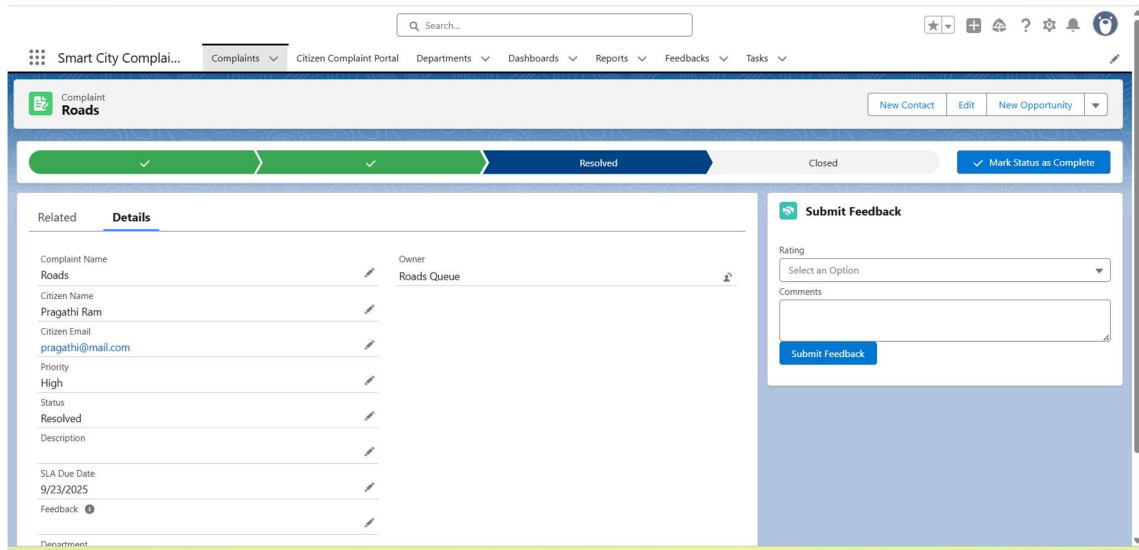 Search...
Smart City Complai...
Complaints
Citizen Complaint Portal
Departments
Dashboards
Reports
Feedbacks
Tasks
Complaint
Roads
New Contact
Edit
New Opportunity
Resolved
Closed
Mark Status as Complete
Related
Details
Complaint Name
Roads
Owner
Roads Queue
Citizen Name
Pragathi Ram
Citizen Email
pragathi@mail.com
Priority
High
Status
Resolved
Description
SLA Due Date
9/23/2025
Feedback
Department
Submit Feedback
Rating
Select an Option
Comments
Submit Feedback